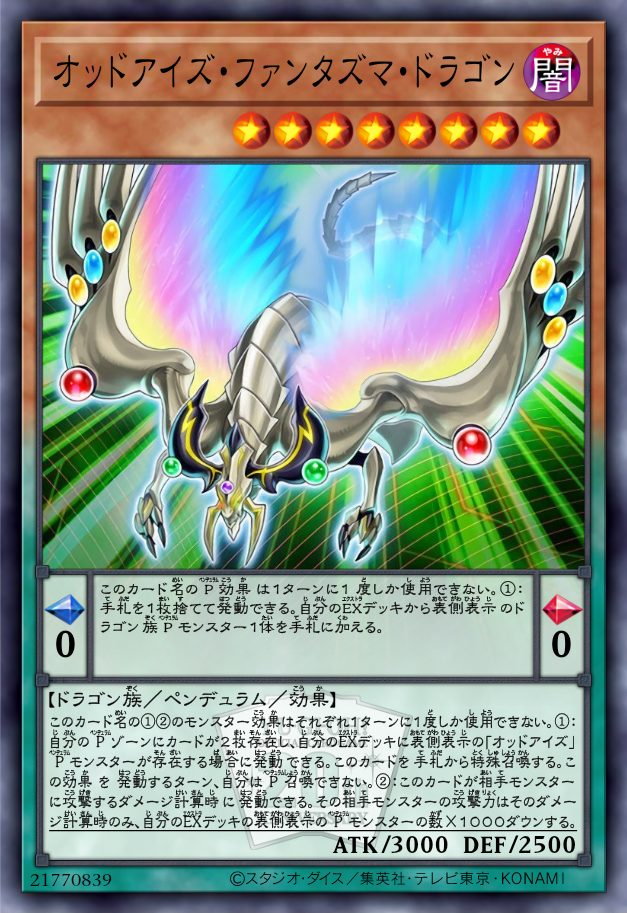 オッドアイズ・ファンタズマ・ドラゴン
闇
このカード名のP効果は1ターンに1度しか使用できない。①:
手札を1枚捨てて発動できる。自分のEXデッキから表側表示のド
ラゴン族Pモンスター1体を手札に加える。
0
0
【ドラゴン族/ペンデュラム/効果】
このカード名の①②のモンスター効果はそれぞれ1ターンに1度しか使用できない。①:
自分のPゾーンにカードが2枚存在し、自分のEXデッキに表側表示の「オッドアイズ」
Pモンスターが存在する場合に発動できる。このカードを手札から特殊召喚する。こ
の効果を発動するターン、自分はP召喚できない。②:このカードが相手モンスター
に攻撃するダメージ計算時に発動できる。その相手モンスターの攻撃力はそのダメー
ジ計算時のみ、自分のEXデッキの表側表示のPモンスターの数×1000ダウンする。
ATK/3000 DEF/2500
21770839
©スタジオ・ダイス/集英社・テレビ東京・KONAMI